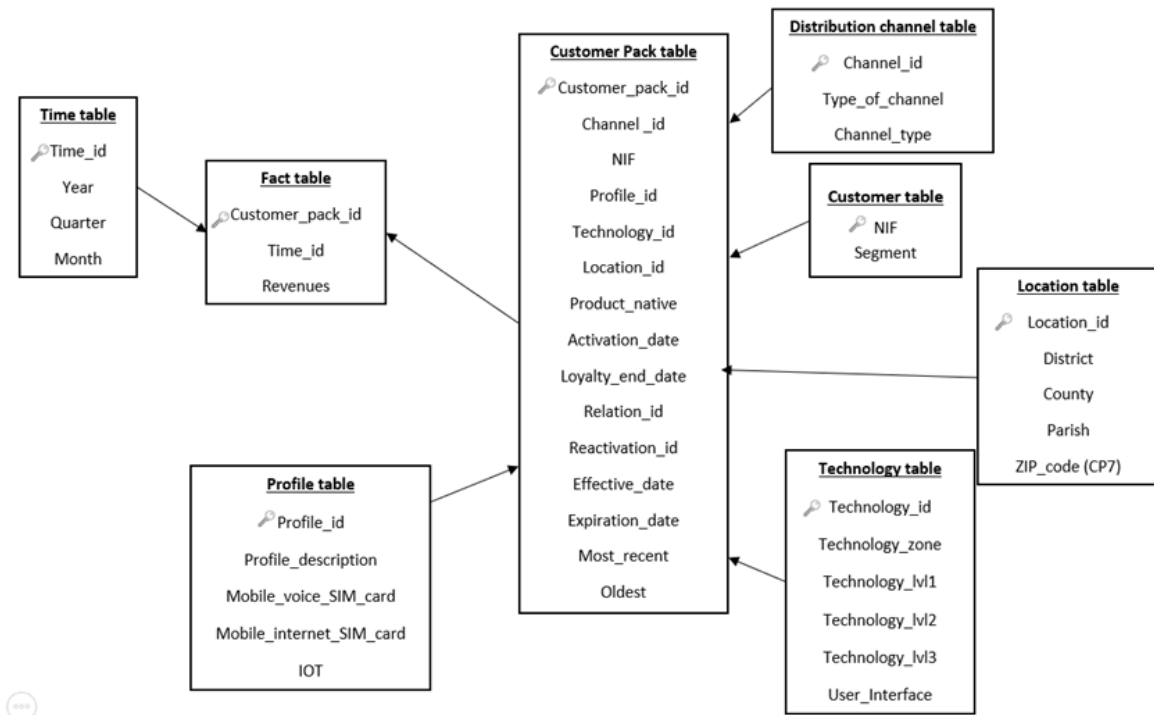 Time table
Time_id
Year
Quarter
Month
Fact table
Customer_pack_id
Time_id
Revenues
Profile table
Profile_id
Profile_description
Mobile_voice_SIM_card
Mobile_internet_SIM_card
IOT
Customer Pack table
Customer_pack_id
Channel _id
NIF
Profile_id
Technology_id
Location_id
Product_native
Activation_date
Loyalty_end_date
Relation_id
Reactivation_id
Effective_date
Expiration_date
Most_recent
Oldest
Distribution channel table
Channel_id
Type_of_channel
Channel_type
Customer table
NIF
Segment
Location table
Location_id
District
County
Parish
ZIP_code (CP7)
Technology table
Technology_id
Technology_zone
Technology_lvl1
Technology_lvl2
Technology_lvl3
User_Interface